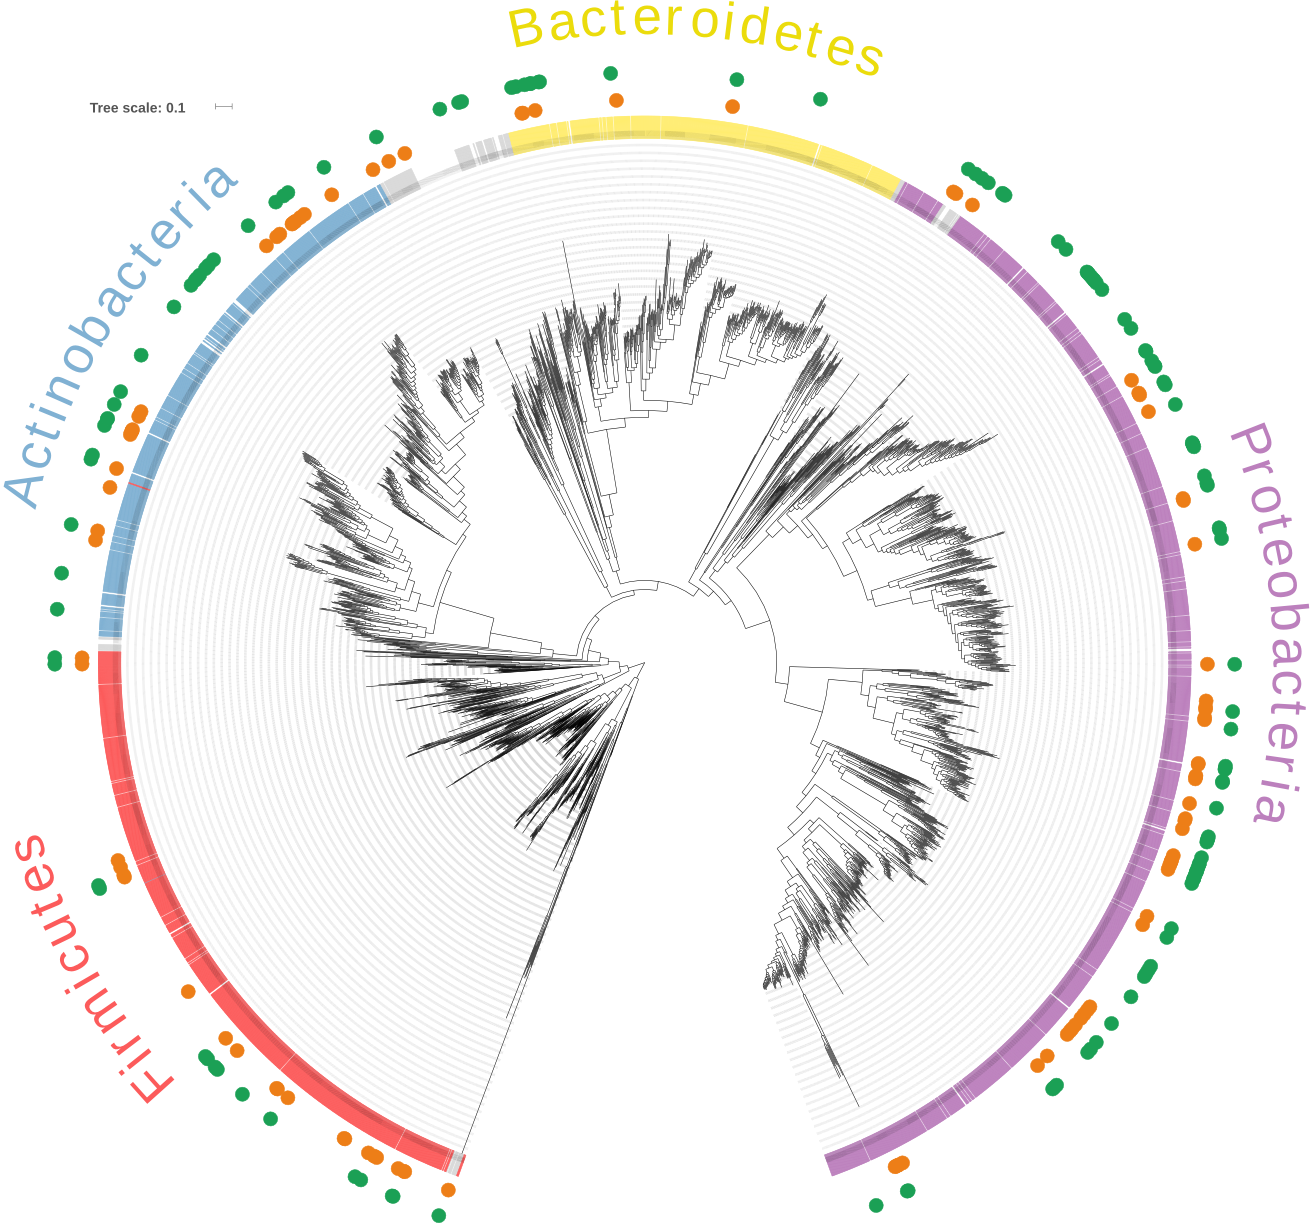 Bacteroidetes
Tree scale: 0.1
Actinobacteria
Proteobacteria
Firmicutes